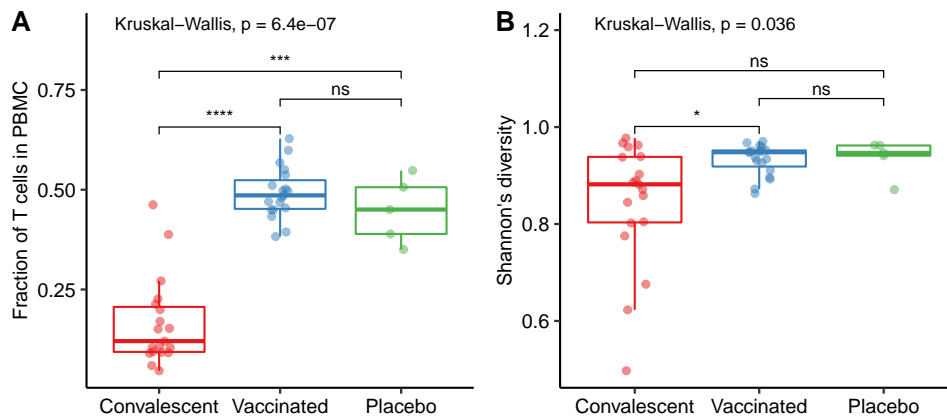 A
Kruskal−Wallis, p = 6.4e−07
Fraction of T cells in PBMC
0.75
0.50
0.25
***
ns
****
Convalescent Vaccinated Placebo
B
Kruskal−Wallis, p = 0.036
Shannon's diversity
1.2
1.0
0.8
0.6
ns
ns
*
Convalescent Vaccinated Placebo